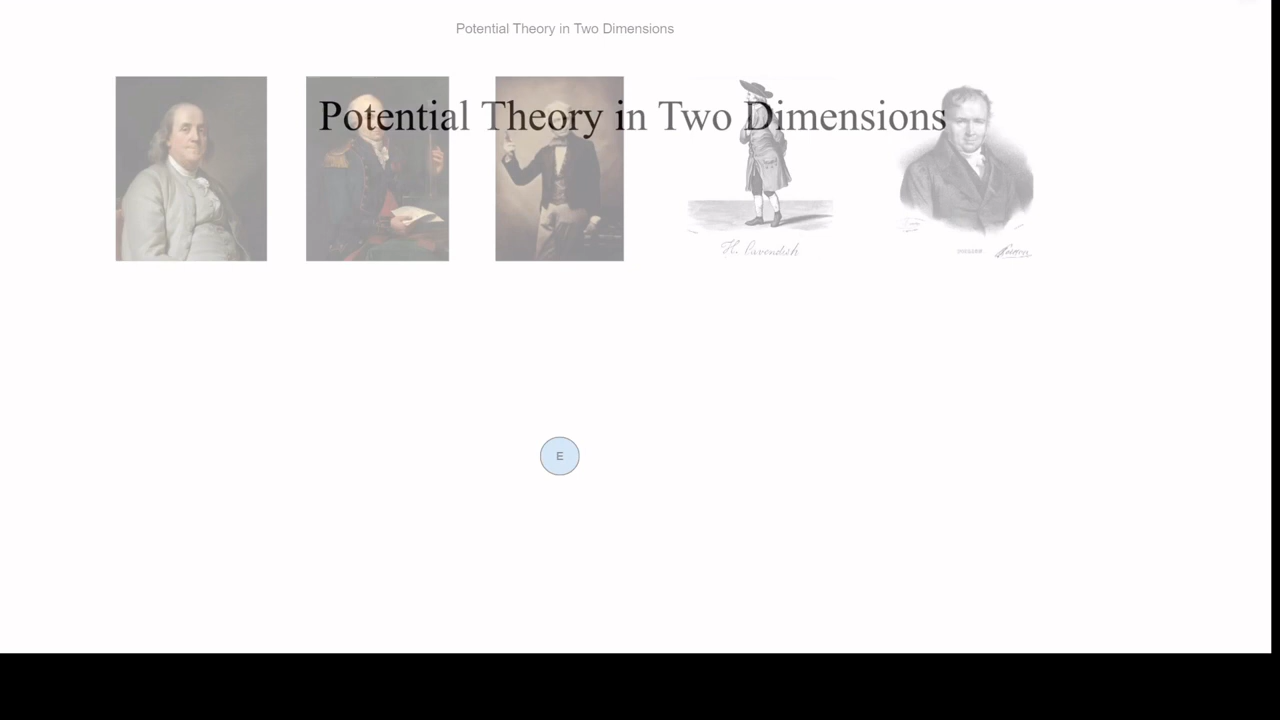 Potential Theory in Two Dimensions
Potential Theory in Two Dimensions
H. Cavendish
E